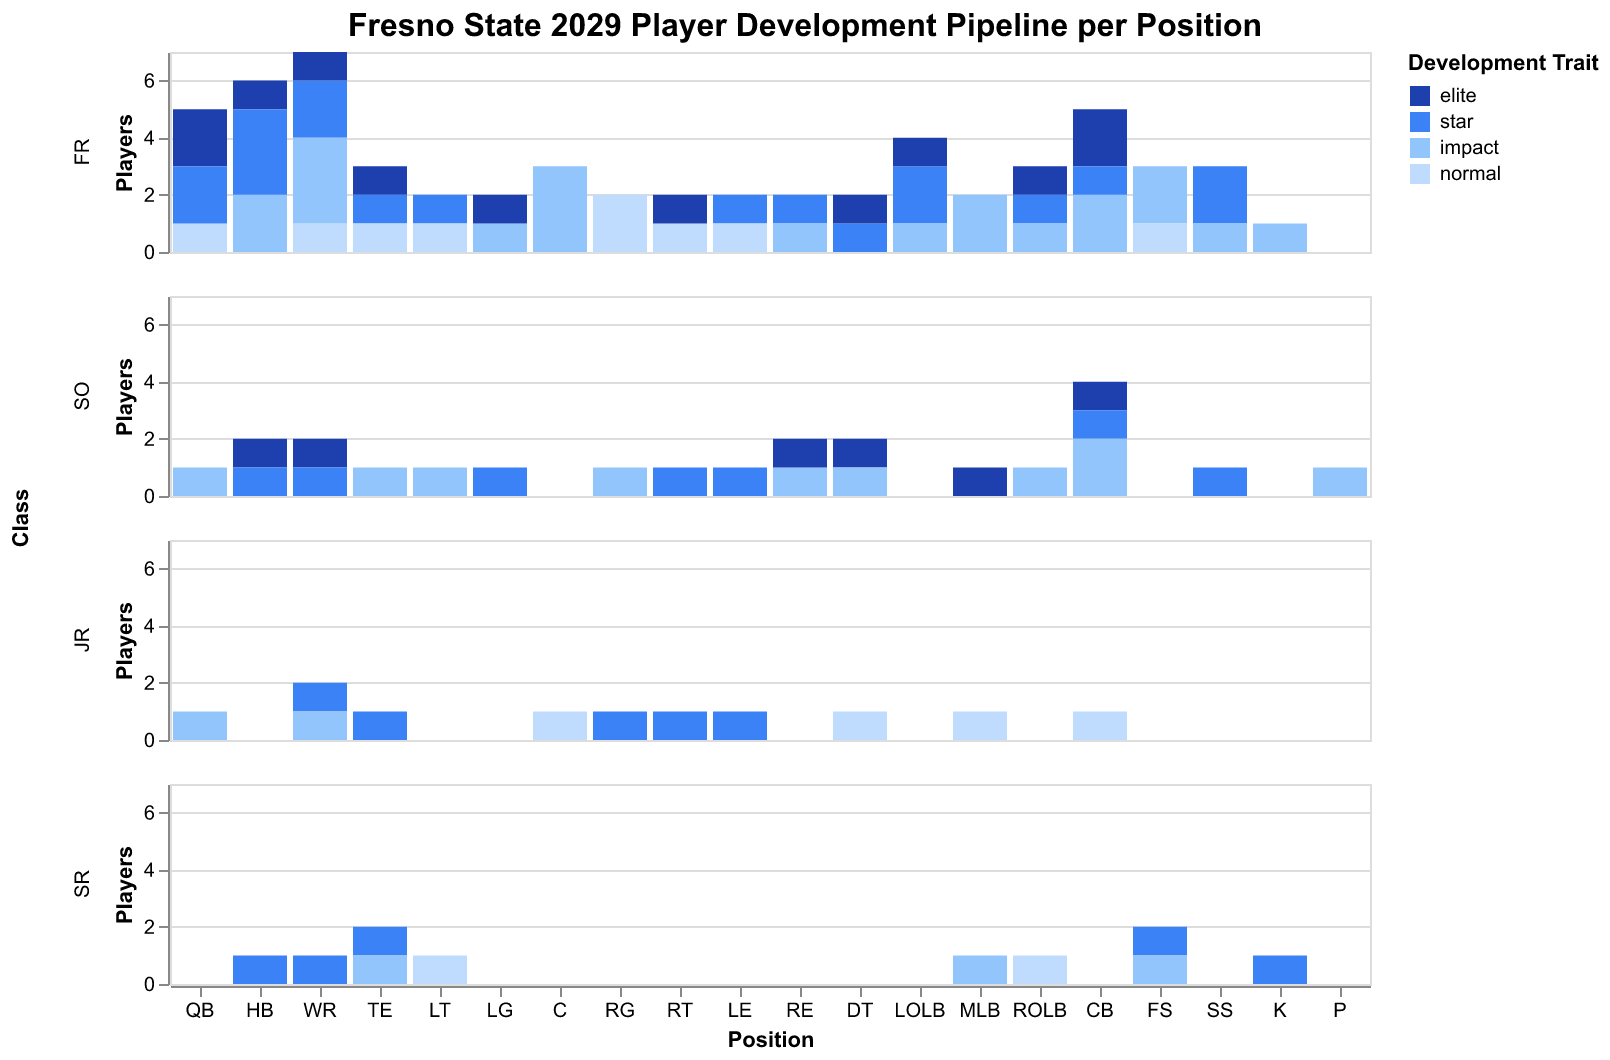 Fresno State 2029 Player Development Pipeline per Position
Development Trait
elite
star
impact
normal
Class
FR
Players
6
4
2
0
SO
Players
6
4
2
0
JR
Players
6
4
2
0
SR
Players
6
4
2
0
QB HB WR TE LT LG C RG RT LE RE DT LOLB MLB ROLB CB FS SS K P
Position